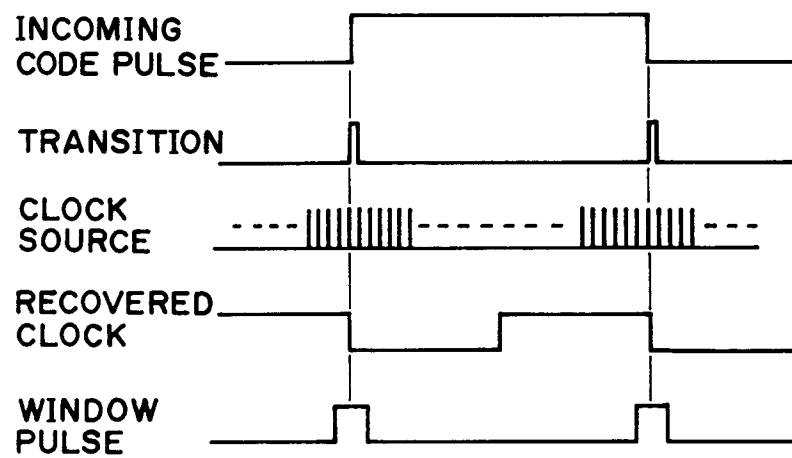 INCOMING
CODE PULSE
TRANSITION
CLOCK
SOURCE
RECOVERED
CLOCK
WINDOW
PULSE